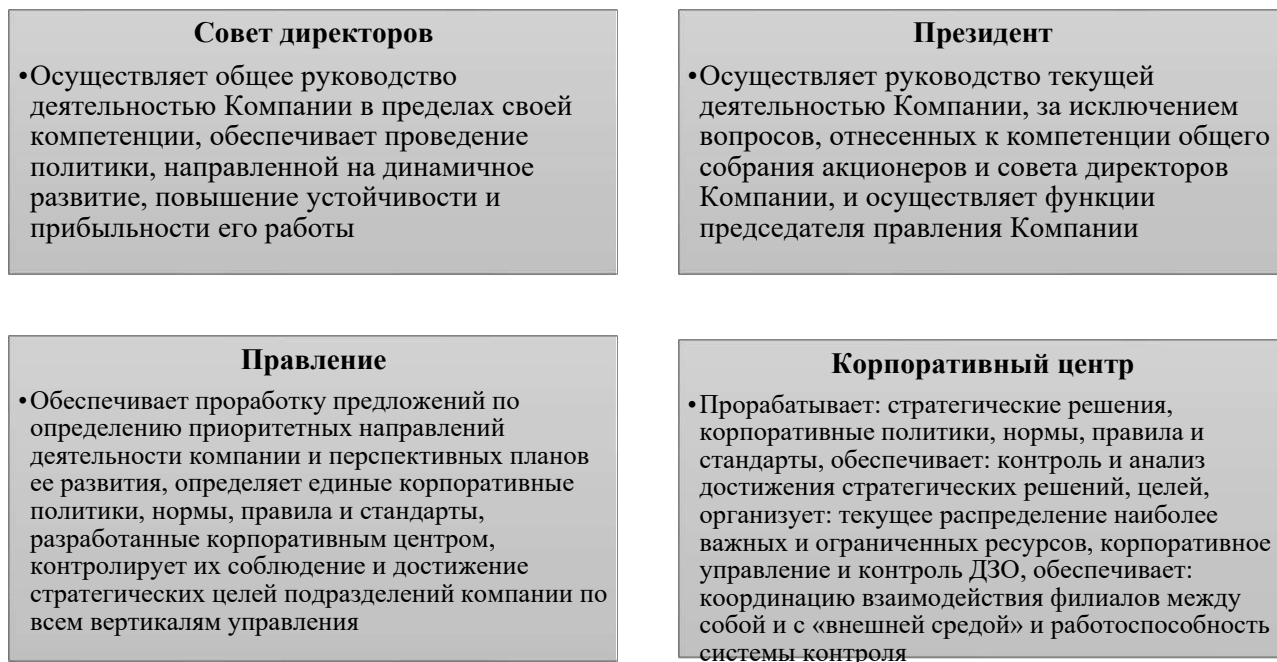 Совет директоров
•Осуществляет общее руководство
деятельностью Компании в пределах своей
компетенции, обеспечивает проведение
политики, направленной на динамичное
развитие, повышение устойчивости и
прибыльности его работы
Президент
•Осуществляет руководство текущей
деятельностью Компании, за исключением
вопросов, отнесенных к компетенции общего
собрания акционеров и совета директоров
Компании, и осуществляет функции
председателя правления Компании
Правление
•Обеспечивает проработку предложений по
определению приоритетных направлений
деятельности компании и перспективных планов
ее развития, определяет единые корпоративные
политики, нормы, правила и стандарты,
разработанные корпоративным центром,
контролирует их соблюдение и достижение
стратегических целей подразделений компании по
всем вертикалям управления
Корпоративный центр
•Прорабатывает: стратегические решения,
корпоративные политики, нормы, правила и
стандарты, обеспечивает: контроль и анализ
достижения стратегических решений, целей,
организует: текущее распределение наиболее
важных и ограниченных ресурсов, корпоративное
управление и контроль ДЗО, обеспечивает:
координацию взаимодействия филиалов между
собой и с «внешней средой» и работоспособность
системы контроля